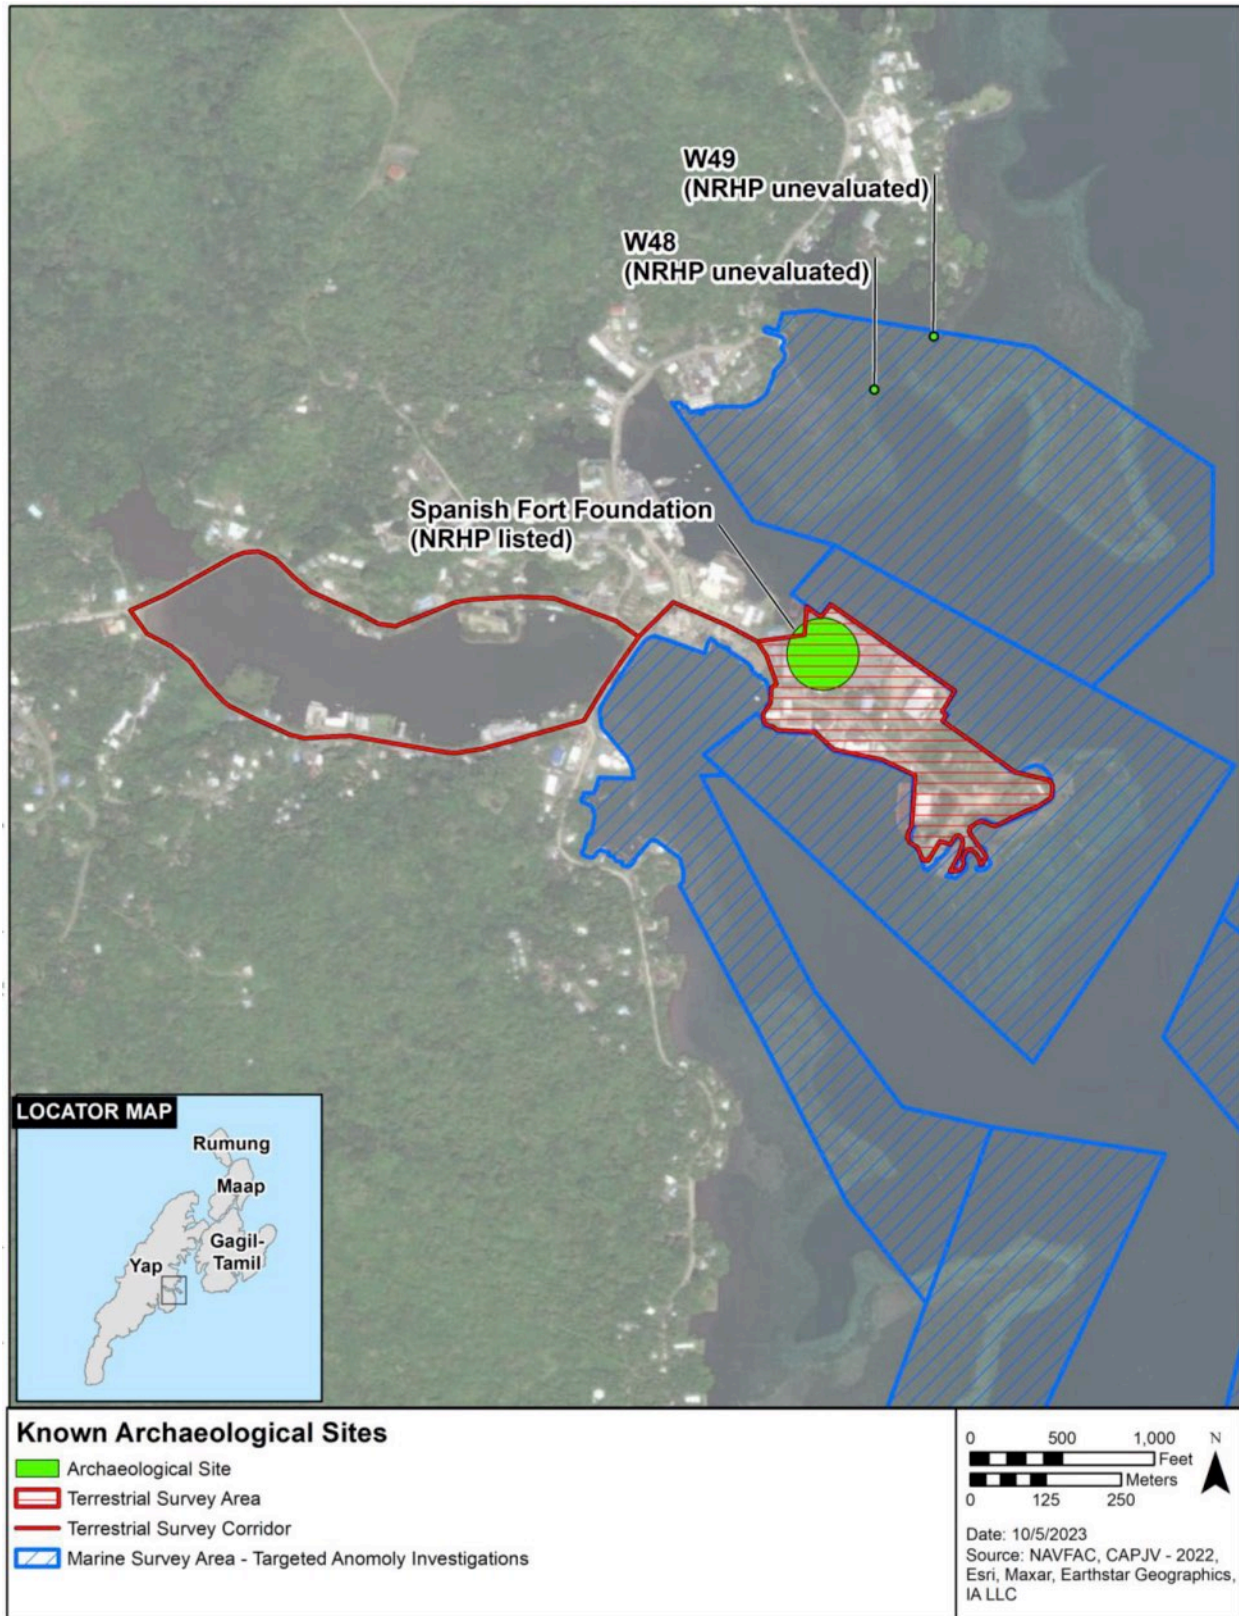 W49
(NRHP unevaluated)
W48
(NRHP unevaluated)
Spanish Fort Foundation
(NRHP listed)
LOCATOR MAP
Rumung
Maap
Gagil-
Tamil
Yap
Known Archaeological Sites
Archaeological Site
Terrestrial Survey Area
Terrestrial Survey Corridor
Marine Survey Area - Targeted Anomoly Investigations
0 500 1,000
Feet
Meters
0 125 250
N
Date: 10/5/2023
Source: NAVFAC, CAPJV - 2022,
Esri, Maxar, Earthstar Geographics,
IA LLC